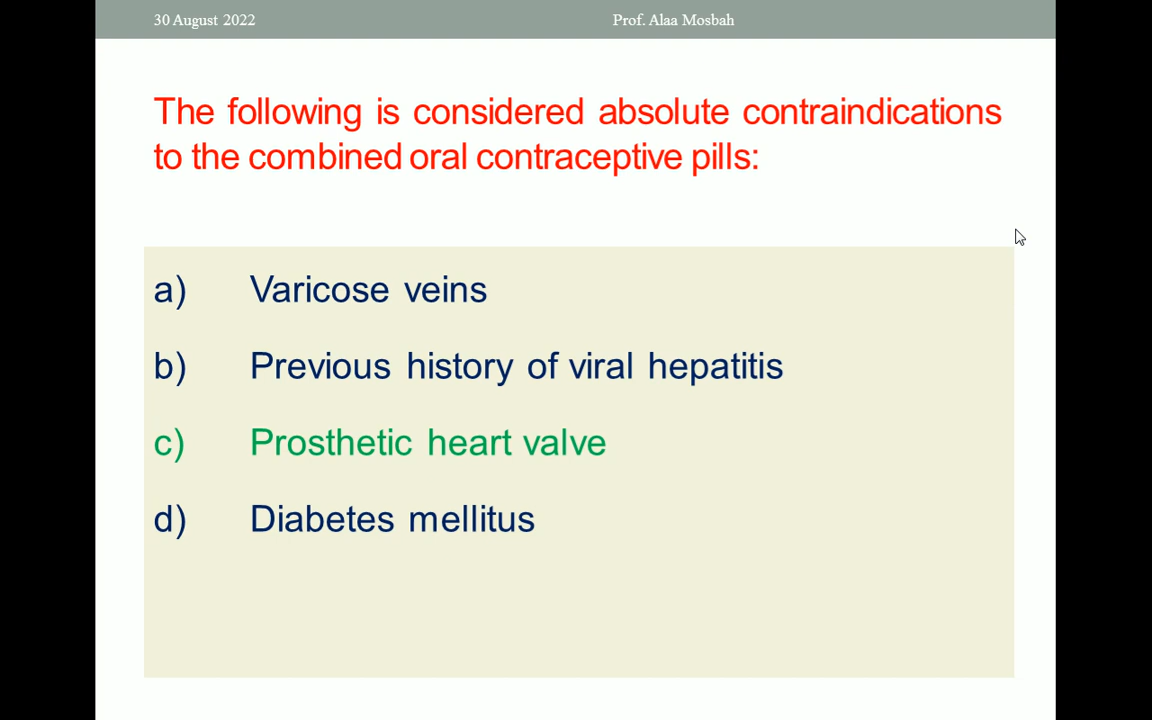 30 August 2022 Prof. Alaa Mosbah
The following is considered absolute contraindications
to the combined oral contraceptive pills:
a) Varicose veins
b) Previous history of viral hepatitis
c) Prosthetic heart valve
d) Diabetes mellitus